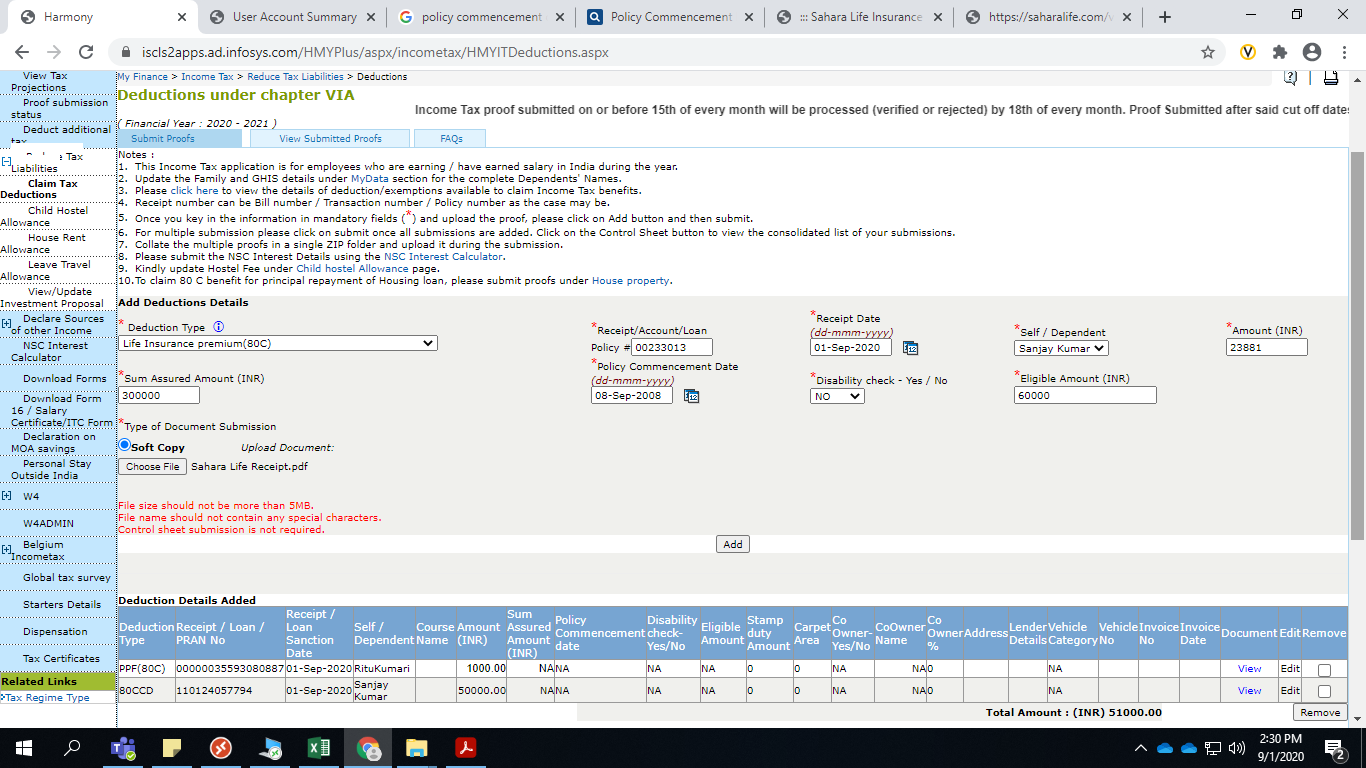 Harmony
User Account Summary
policy commencement
Policy Commencement
::: Sahara Life Insurance
https://saharalife.com/
iscls2apps.ad.infosys.com/HMYPlus/aspx/incometax/HMYITDeductions.aspx
My Finance > Income Tax > Reduce Tax Liabilities > Deductions
Deductions under chapter VIA
Income Tax proof submitted on or before 15th of every month will be processed (verified or rejected) by 18th of every month. Proof Submitted after said cut off dates
( Financial Year : 2020 - 2021 )
Submit Proofs
View Submitted Proofs
FAQs
View Tax
Projections
Proof submission
status
Deduct additional
tax
Tax
Liabilities
Claim Tax
Deductions
Child Hostel
Allowance
House Rent
Allowance
Leave Travel
Allowance
View/Update
Investment Proposal
Declare Sources
of other Income
NSC Interest
Calculator
Download Forms
Download Form
16 / Salary
Certificate/ITC Form
Declaration on
MOA savings
Personal Stay
Outside India
W4
W4ADMIN
Belgium
Incometax
Global tax survey
Starters Details
Dispensation
Tax Certificates
Related Links
Tax Regime Type
Notes :
1. This Income Tax application is for employees who are earning / have earned salary in India during the year.
2. Update the Family and GHIS details under MyData section for the complete Dependents' Names.
3. Please click here to view the details of deduction/exemptions available to claim Income Tax benefits.
4. Receipt number can be Bill number / Transaction number / Policy number as the case may be.
5. Once you key in the information in mandatory fields (*) and upload the proof, please click on Add button and then submit.
6. For multiple submission please click on submit once all submissions are added. Click on the Control Sheet button to view the consolidated list of your submissions.
7. Collate the multiple proofs in a single ZIP folder and upload it during the submission.
8. Please submit the NSC Interest Details using the NSC Interest Calculator.
9. Kindly update Hostel Fee under Child hostel Allowance page.
10.To claim 80 C benefit for principal repayment of Housing loan, please submit proofs under House property.
Add Deductions Details
* Deduction Type
Life Insurance premium(80C)
*Receipt/Account/Loan
Policy # 00233013
*Receipt Date
(dd-mmm-yyyy)
01-Sep-2020
*Self / Dependent
Sanjay Kumar
*Amount (INR)
23881
*Sum Assured Amount (INR)
300000
*Policy Commencement Date
(dd-mmm-yyyy)
08-Sep-2008
*Disability check - Yes / No
NO
*Eligible Amount (INR)
60000
*Type of Document Submission
Soft Copy Upload Document:
Choose File Sahara Life Receipt.pdf
File size should not be more than 5MB.
File name should not contain any special characters.
Control sheet submission is not required.
Add
Deduction Details Added
Deduction Type Receipt / Loan / PRAN No Receipt / Loan Sanction Date Self / Dependent Course Name Amount (INR) Sum Assured Amount (INR) Policy Commencement date Disability check-Yes/No Eligible Amount Stamp duty Amount Carpet Area Co Owner-Yes/No CoOwner Name Co Owner % Address Lender Details Vehicle Category Vehicle No Invoice No Invoice Date Document Edit Remove
PPF(80C) 00000035593080887 01-Sep-2020 RituKumari 1000.00 NA NA NA NA 0 0 NA NA 0 NA View Edit
80CCD 110124057794 01-Sep-2020 Sanjay Kumar 50000.00 NA NA NA NA 0 0 NA NA 0 NA View Edit
Total Amount : (INR) 51000.00
Remove
2:30 PM
9/1/2020
2